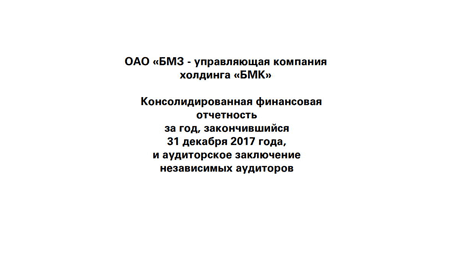 ОАО «БМЗ - управляющая компания
холдинга «БМК»
Консолидированная финансовая
отчетность
за год, закончившийся
31 декабря 2017 года,
и аудиторское заключение
независимых аудиторов